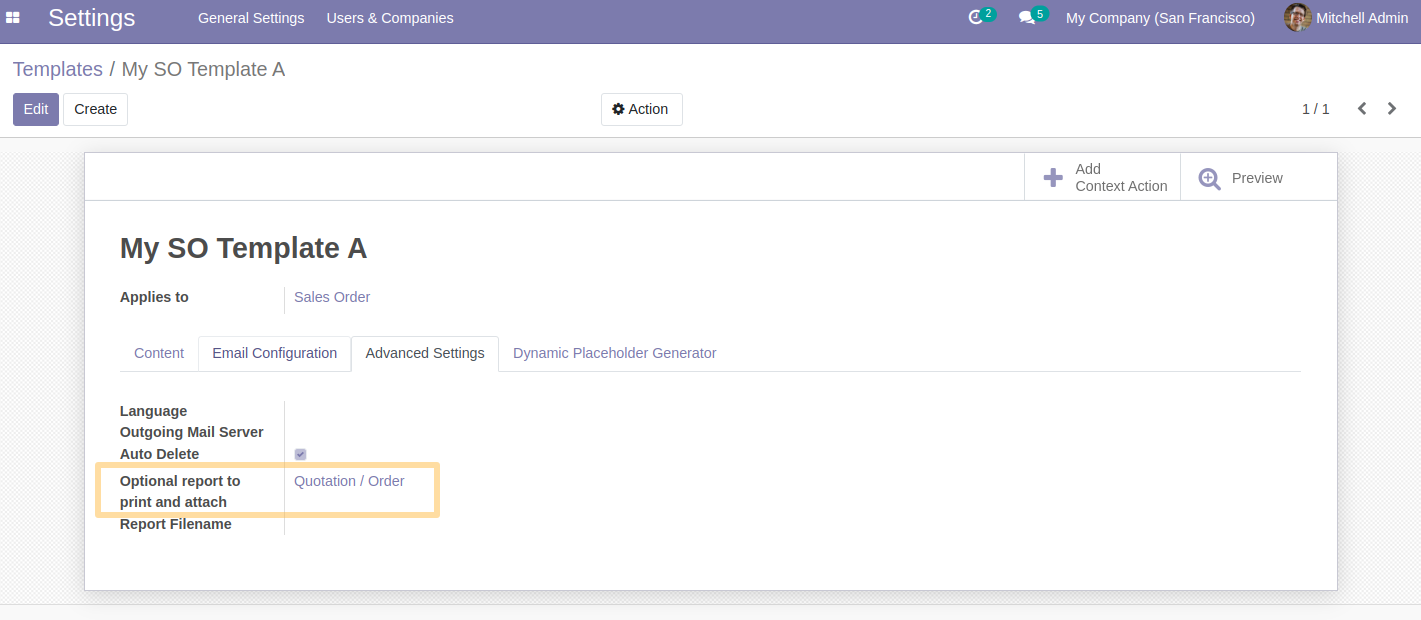 Settings General Settings Users & Companies 2 5 My Company (San Francisco) Mitchell Admin
Templates / My SO Template A
Edit Create Action 1 / 1
Add
Context Action
Preview
My SO Template A
Applies to Sales Order
Content Email Configuration Advanced Settings Dynamic Placeholder Generator
Language
Outgoing Mail Server
Auto Delete
Optional report to Quotation / Order
print and attach
Report Filename